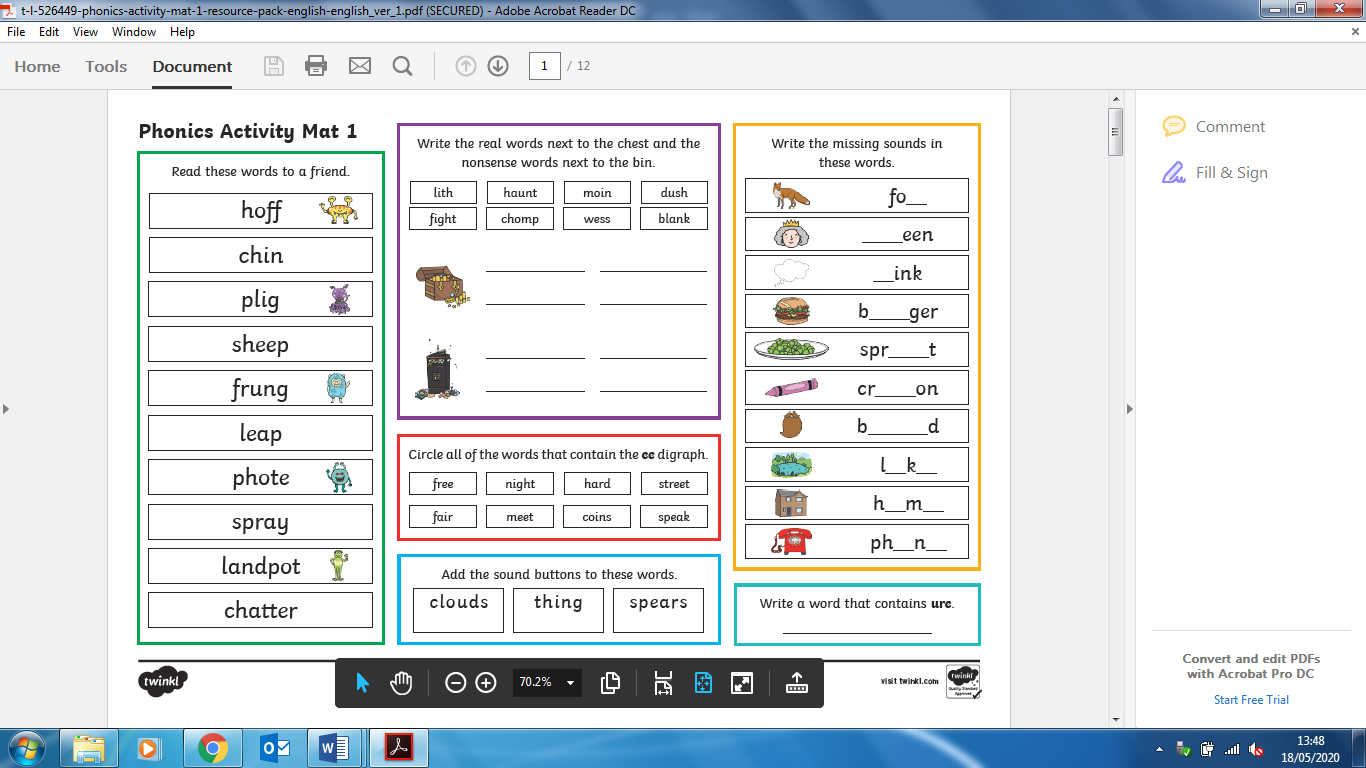 t-l-526449-phonics-activity-mat-1-resource-pack-english-english_ver_1.pdf (SECURED) - Adobe Acrobat Reader DC
File Edit View Window Help
Home Tools Document 1 / 12
Comment
Fill & Sign
Phonics Activity Mat 1
Read these words to a friend.
hoff
chin
plig
sheep
frung
leap
phote
spray
landpot
chatter
Write the real words next to the chest and the
nonsense words next to the bin.
lith haunt moin dush
fight chomp wess blank
Circle all of the words that contain the ee digraph.
free night hard street
fair meet coins speak
Add the sound buttons to these words.
clouds thing spears
Write the missing sounds in
these words.
fo__
____een
__ink
b____ger
spr____t
cr____on
b______d
l__k__
h__m__
ph__n__
Write a word that contains ure.
twinkl
visit twinkl.com
twinkl
Quality Standard
Approved
70.2%
Convert and edit PDFs
with Acrobat Pro DC
Start Free Trial
13:48
18/05/2020